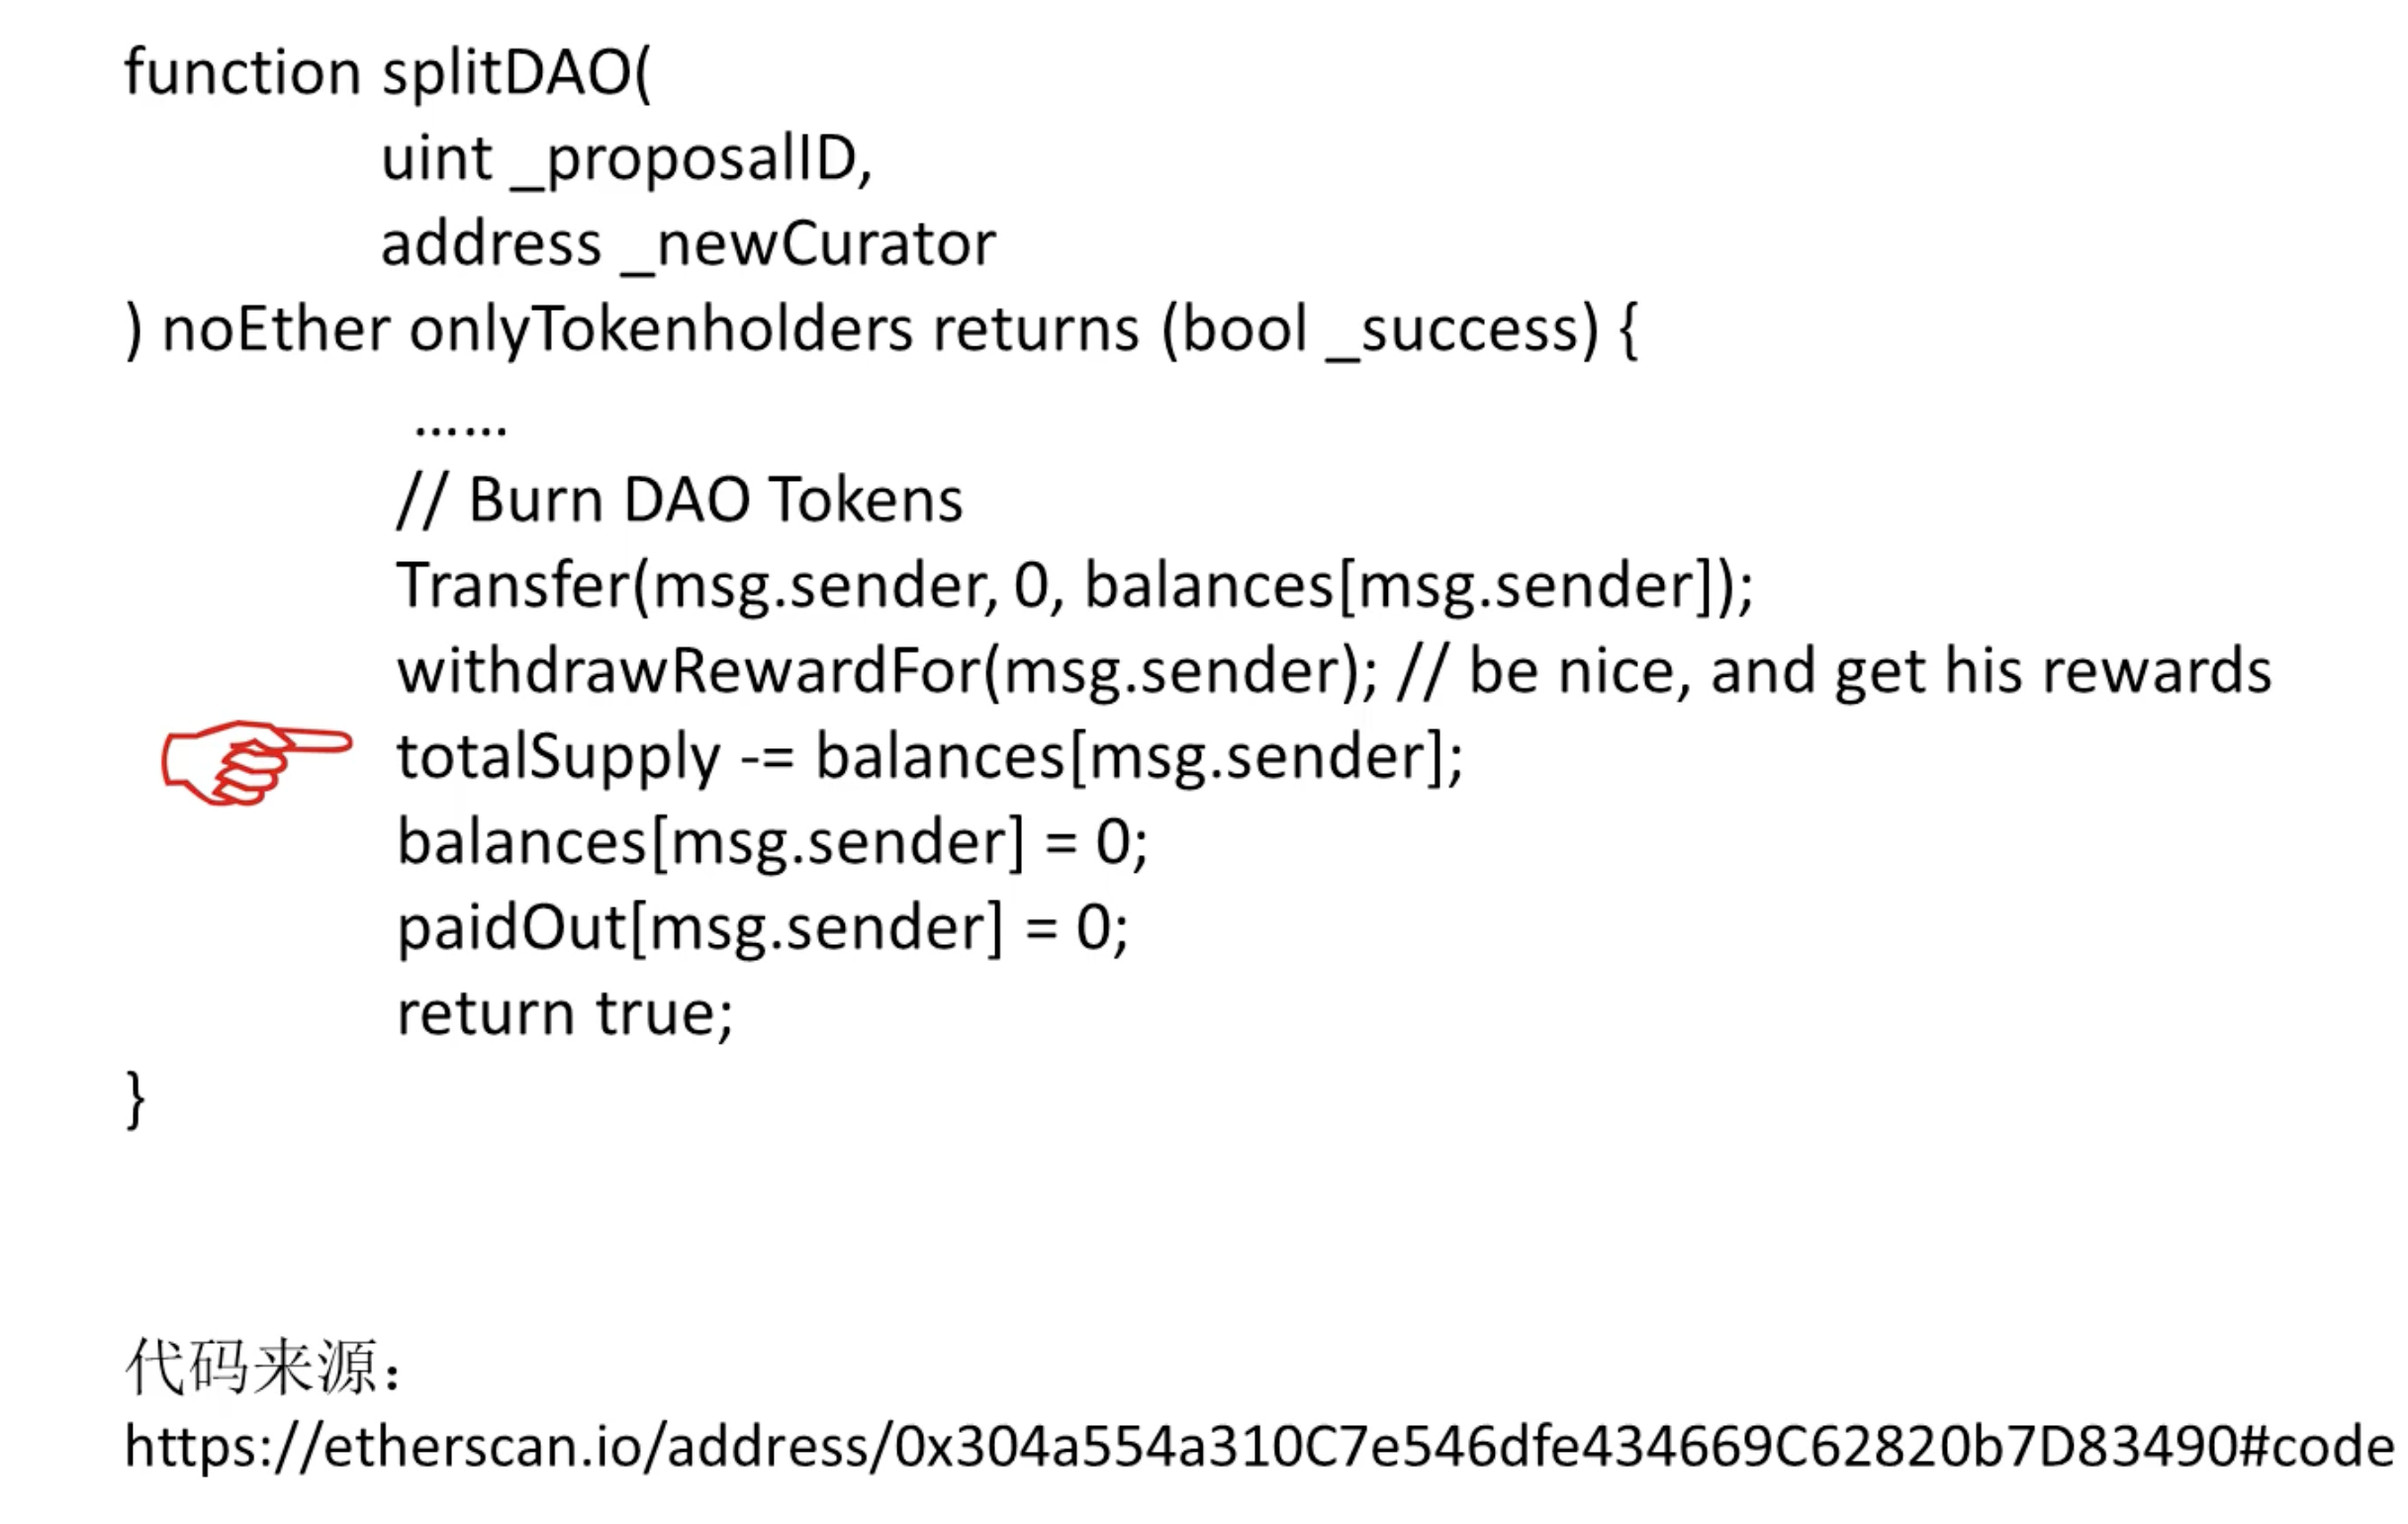 function splitDAO(
uint _proposalID,
address _newCurator
) noEther onlyTokenholders returns (bool _success) {
……
// Burn DAO Tokens
Transfer(msg.sender, 0, balances[msg.sender]);
withdrawRewardFor(msg.sender); // be nice, and get his rewards
totalSupply -= balances[msg.sender];
balances[msg.sender] = 0;
paidOut[msg.sender] = 0;
return true;
}
代码来源：
https://etherscan.io/address/0x304a554a310C7e546dfe434669C62820b7D83490#code